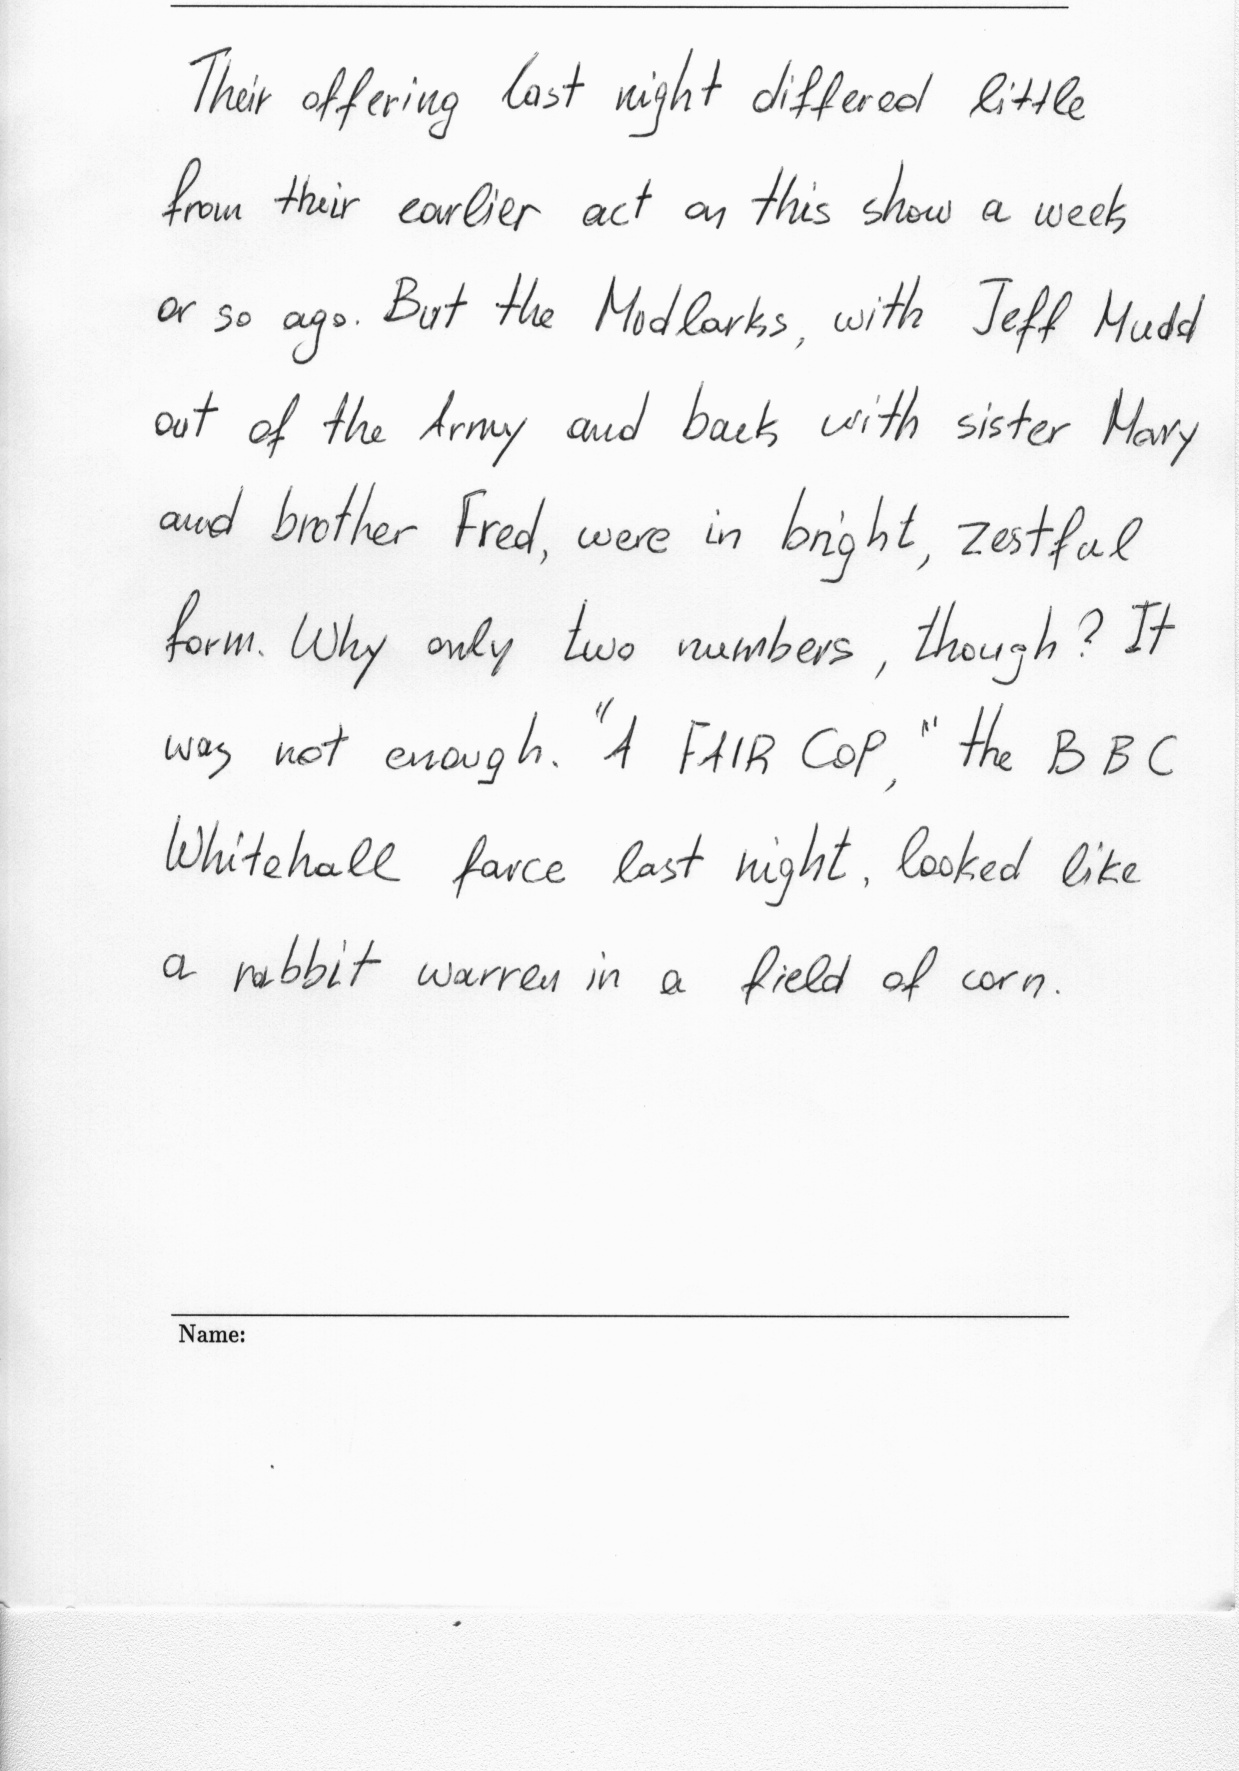 Their offering last night differed little
from their earlier act on this show a week
or so ago. But the Modlarks, with Jeff Mudd
out of the Army and back with sister Mary
and brother Fred, were in bright, zestful
form. Why only two numbers, though? It
was not enough. "A FAIR COP," the BBC
Whitehall farce last night, looked like
a rabbit warren in a field of corn.
Name: